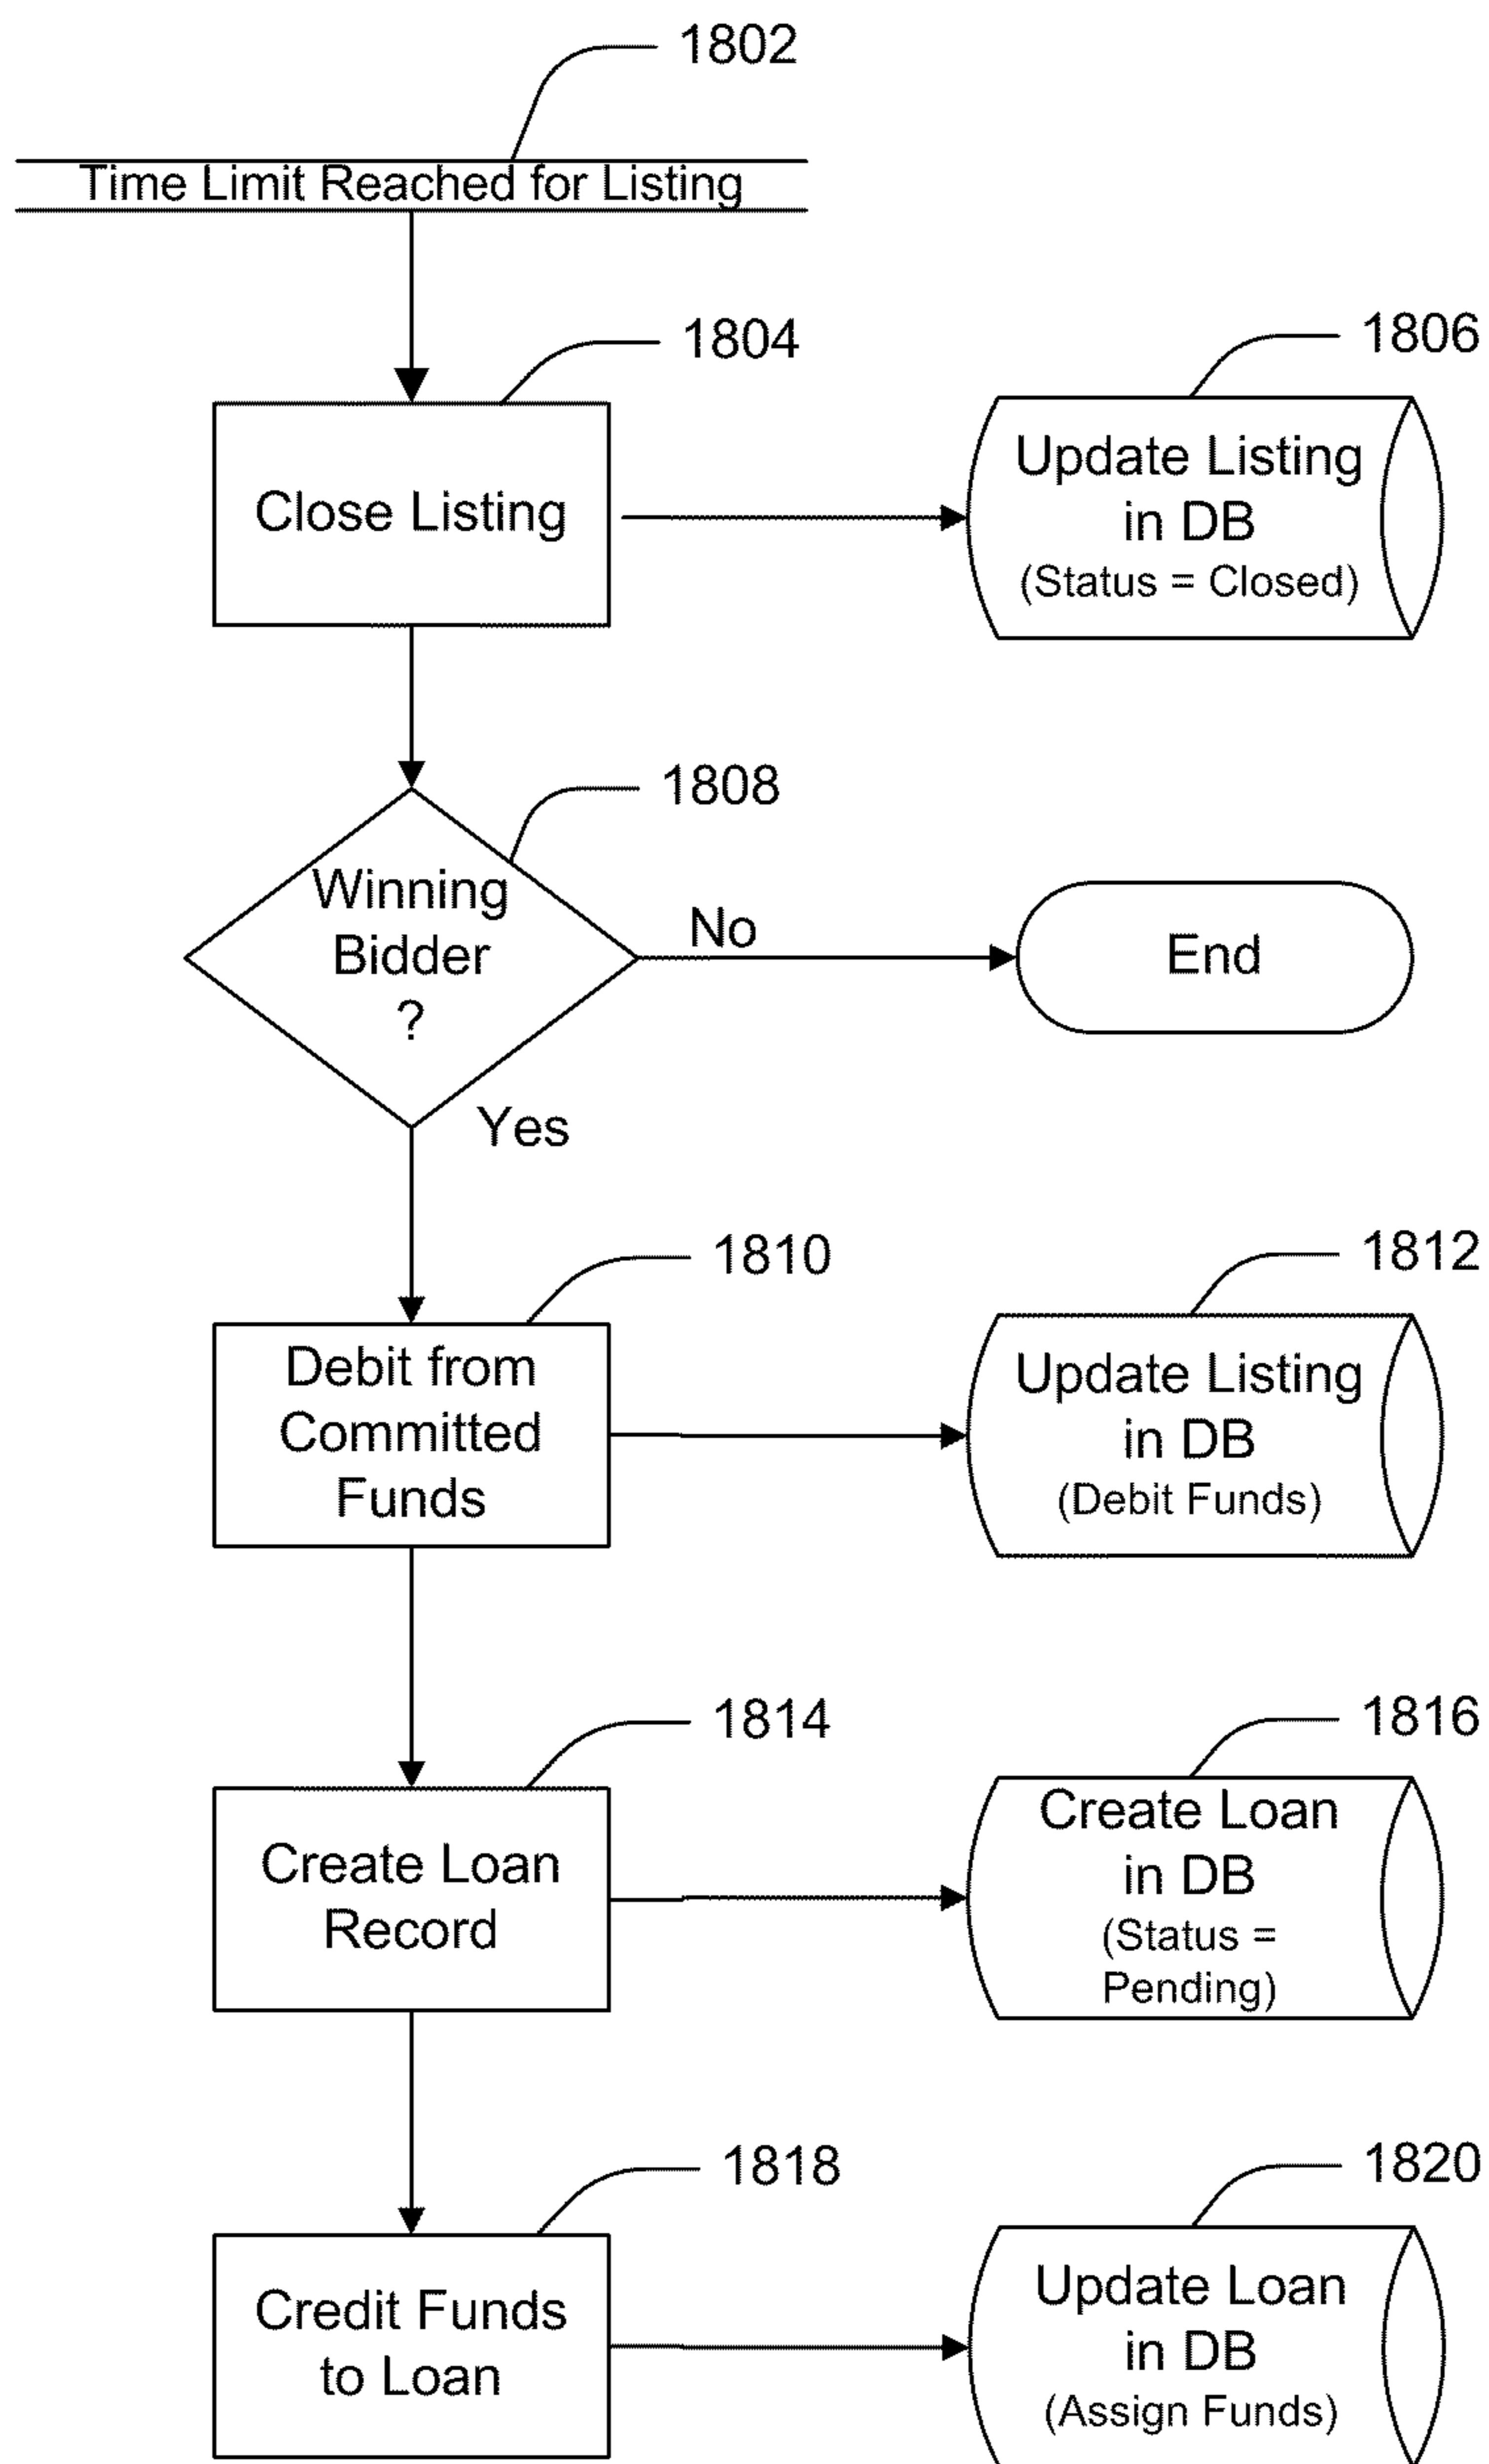 1802
Time Limit Reached for Listing
1804
1806
Close Listing
Update Listing
in DB
(Status = Closed)
1808
Winning
Bidder
?
No
End
Yes
1810
1812
Debit from
Committed
Funds
Update Listing
in DB
(Debit Funds)
1814
1816
Create Loan
Record
Create Loan
in DB
(Status =
Pending)
1818
1820
Credit Funds
to Loan
Update Loan
in DB
(Assign Funds)